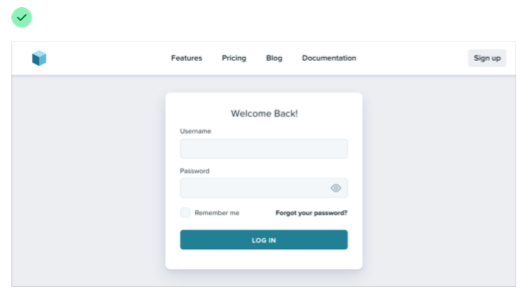 Features Pricing Blog Documentation Sign up
Welcome Back!
Username
Password
Remember me Forgot your password?
LOG IN